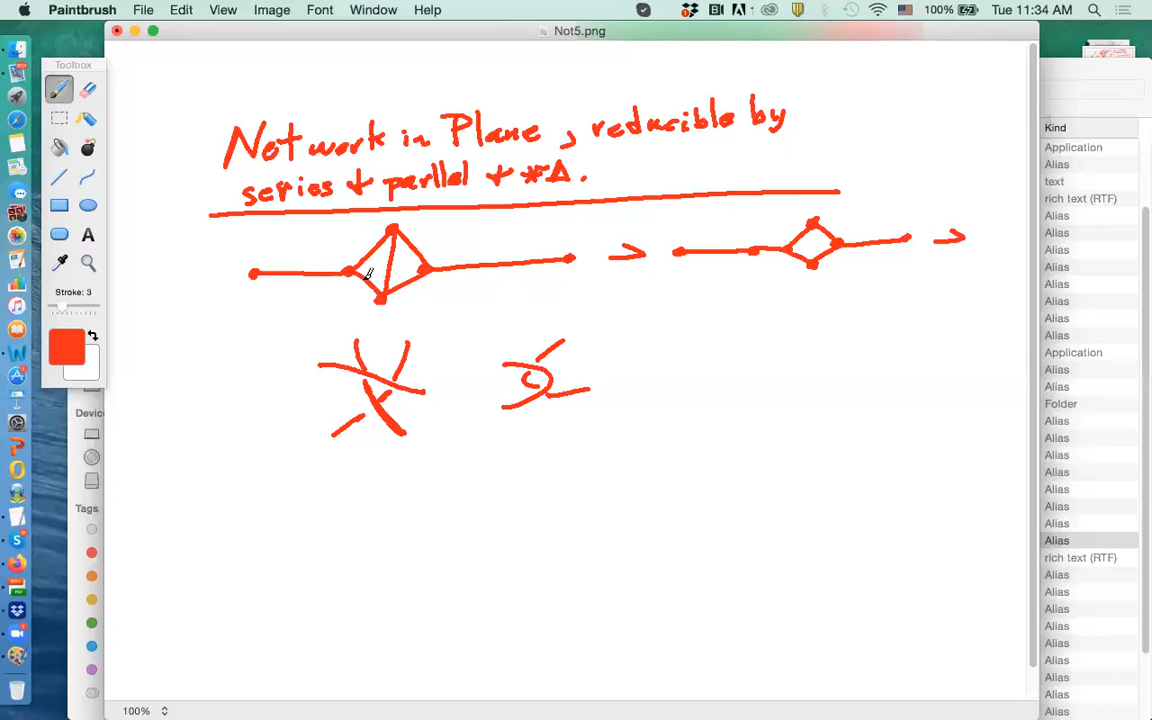 Paintbrush File Edit View Image Font Window Help 100% Tue 11:34 AM
Not5.png
Toolbox
Network in Plane, reducible by
series + parllel + *Δ.
A
Stroke: 3
Kind
Application
Alias
text
rich text (RTF)
Alias
Alias
Alias
Alias
Alias
Alias
Alias
Application
Alias
Folder
Alias
Alias
Alias
Alias
Alias
Alias
Alias
Alias
rich text (RTF)
Alias
Alias
Alias
Alias
Alias
Alias
Alias
Alias
Alias
Devic
Tags
100%